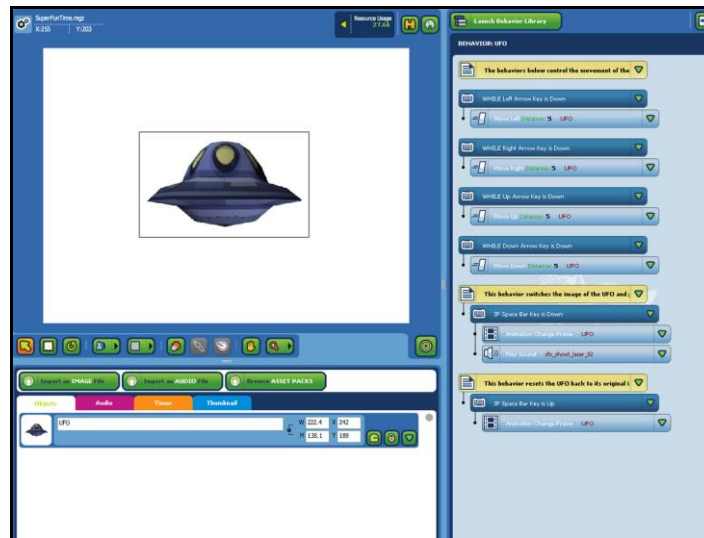 SuperFunTime.mgz
X:255 Y:203
Resource Usage
27.6k
Launch Behavior Library
BEHAVIOR: UFO
The behaviors below control the movement of the
WHILE Left Arrow Key is Down
Move Left Distance: 5 UFO
WHILE Right Arrow Key is Down
Move Right Distance: 5 UFO
WHILE Up Arrow Key is Down
Move Up Distance: 5 UFO
WHILE Down Arrow Key is Down
Move Down Distance: 5 UFO
This behavior switches the image of the UFO and
IF Space Bar Key is Down
Animation Change Frame UFO
Play Sound sfx_shoot_laser_02
This behavior resets the UFO back to its original
IF Space Bar Key is Up
Animation Change Frame UFO
Import an IMAGE File
Import an AUDIO File
Browse ASSET PACKS
Objects
Audio
Timer
Thumbnail
UFO
W 222.4 X 242
H 138.1 Y 189